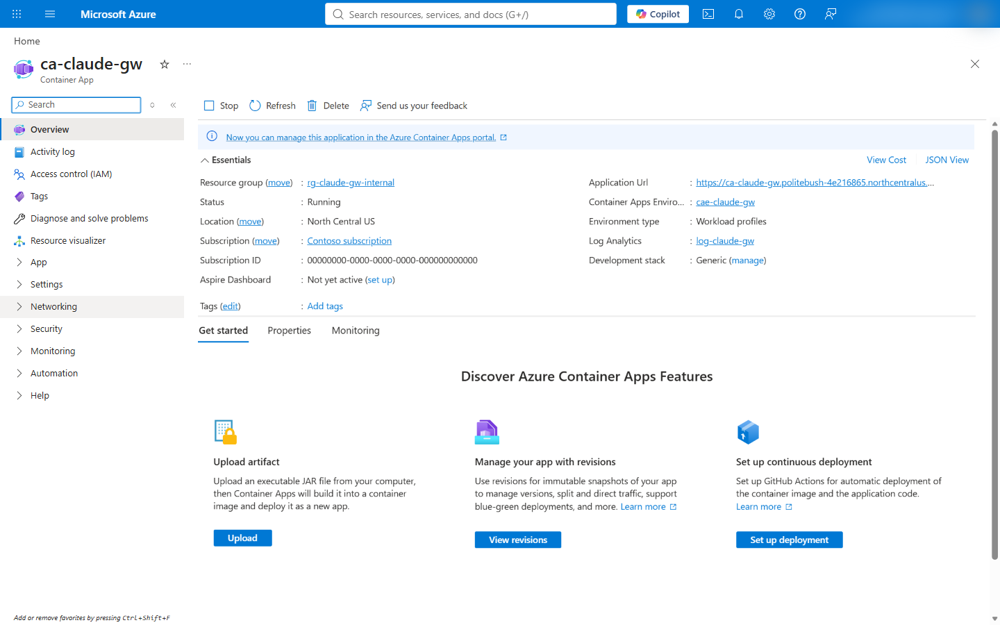 Microsoft Azure
Search resources, services, and docs (G+/)
Copilot
Home
ca-claude-gw
Container App
Search
Overview
Activity log
Access control (IAM)
Tags
Diagnose and solve problems
Resource visualizer
App
Settings
Networking
Security
Monitoring
Automation
Help
Add or remove favorites by pressing Ctrl+Shift+F
Stop
Refresh
Delete
Send us your feedback
Now you can manage this application in the Azure Container Apps portal.
Essentials
View Cost
JSON View
Resource group (move) : rg-claude-gw-internal
Status : Running
Location (move) : North Central US
Subscription (move) : Contoso subscription
Subscription ID : 00000000-0000-0000-0000-000000000000
Aspire Dashboard : Not yet active (set up)
Tags (edit) : Add tags
Application Url : https://ca-claude-gw.politebush-4e216865.northcentralus....
Container Apps Enviro... : cae-claude-gw
Environment type : Workload profiles
Log Analytics : log-claude-gw
Development stack : Generic (manage)
Get started
Properties
Monitoring
Discover Azure Container Apps Features
Upload artifact
Upload an executable JAR file from your computer,
then Container Apps will build it into a container
image and deploy it as a new app.
Upload
Manage your app with revisions
Use revisions for immutable snapshots of your app
to manage versions, split and direct traffic, support
blue-green deployments, and more. Learn more
View revisions
Set up continuous deployment
Set up GitHub Actions for automatic deployment of
the container image and the application code.
Learn more
Set up deployment